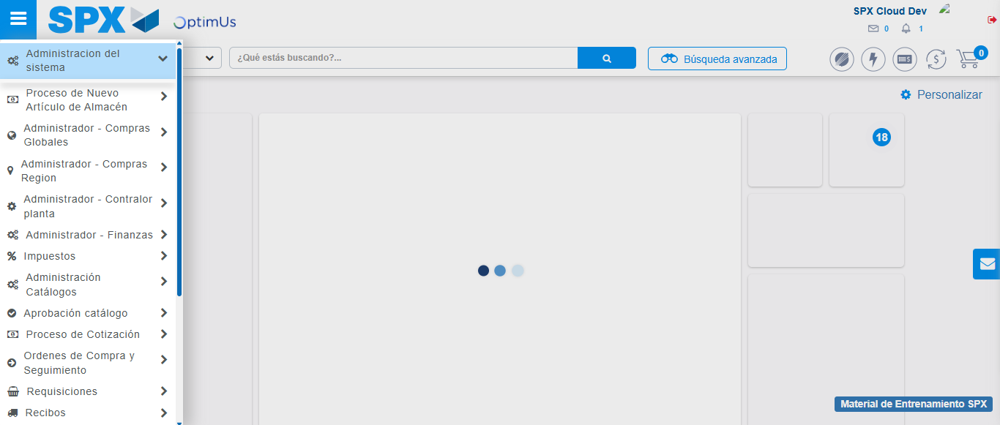 SPX
OptimUs
SPX Cloud Dev
0
1
Administracion del
sistema
¿Qué estás buscando?...
Búsqueda avanzada
0
Personalizar
Proceso de Nuevo
Artículo de Almacén
Administrador - Compras
Globales
Administrador - Compras
Region
Administrador - Contralor
planta
Administrador - Finanzas
Impuestos
Administración
Catálogos
Aprobación catálogo
Proceso de Cotización
Ordenes de Compra y
Seguimiento
Requisiciones
Recibos
18
Material de Entrenamiento SPX